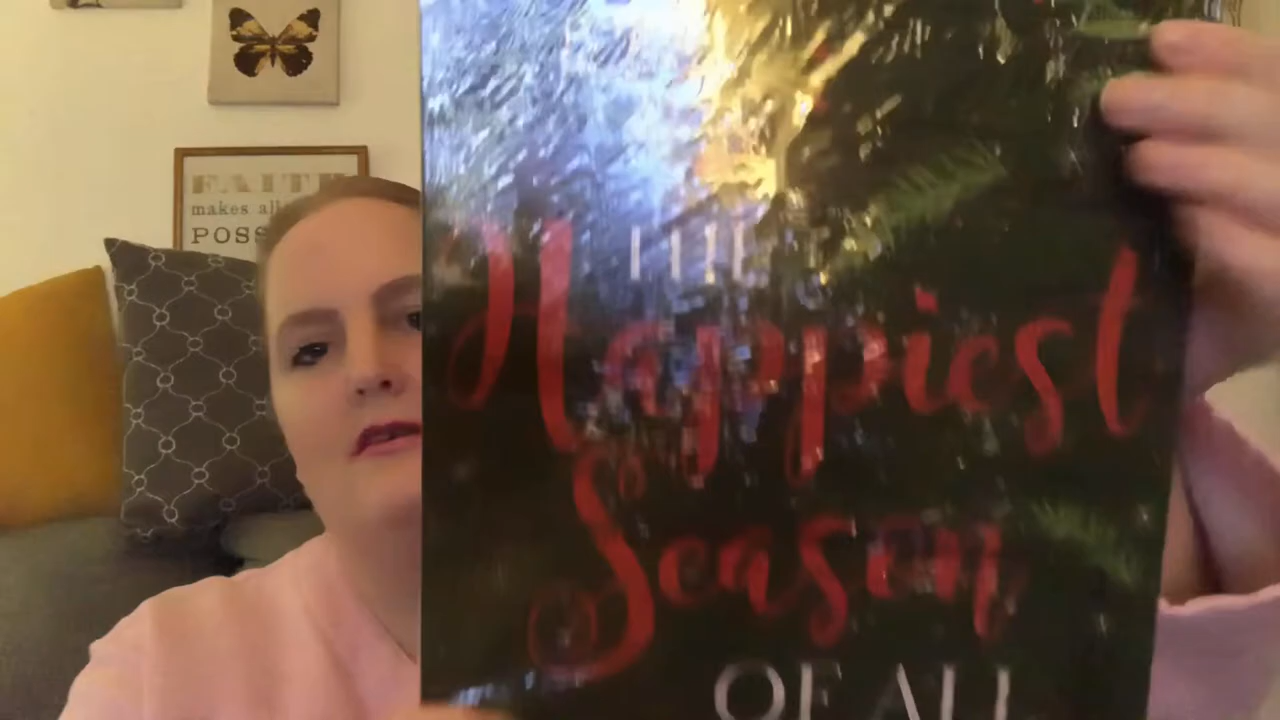 FAITH
makes all
POSS
THE
Happiest
Season
OF ALL